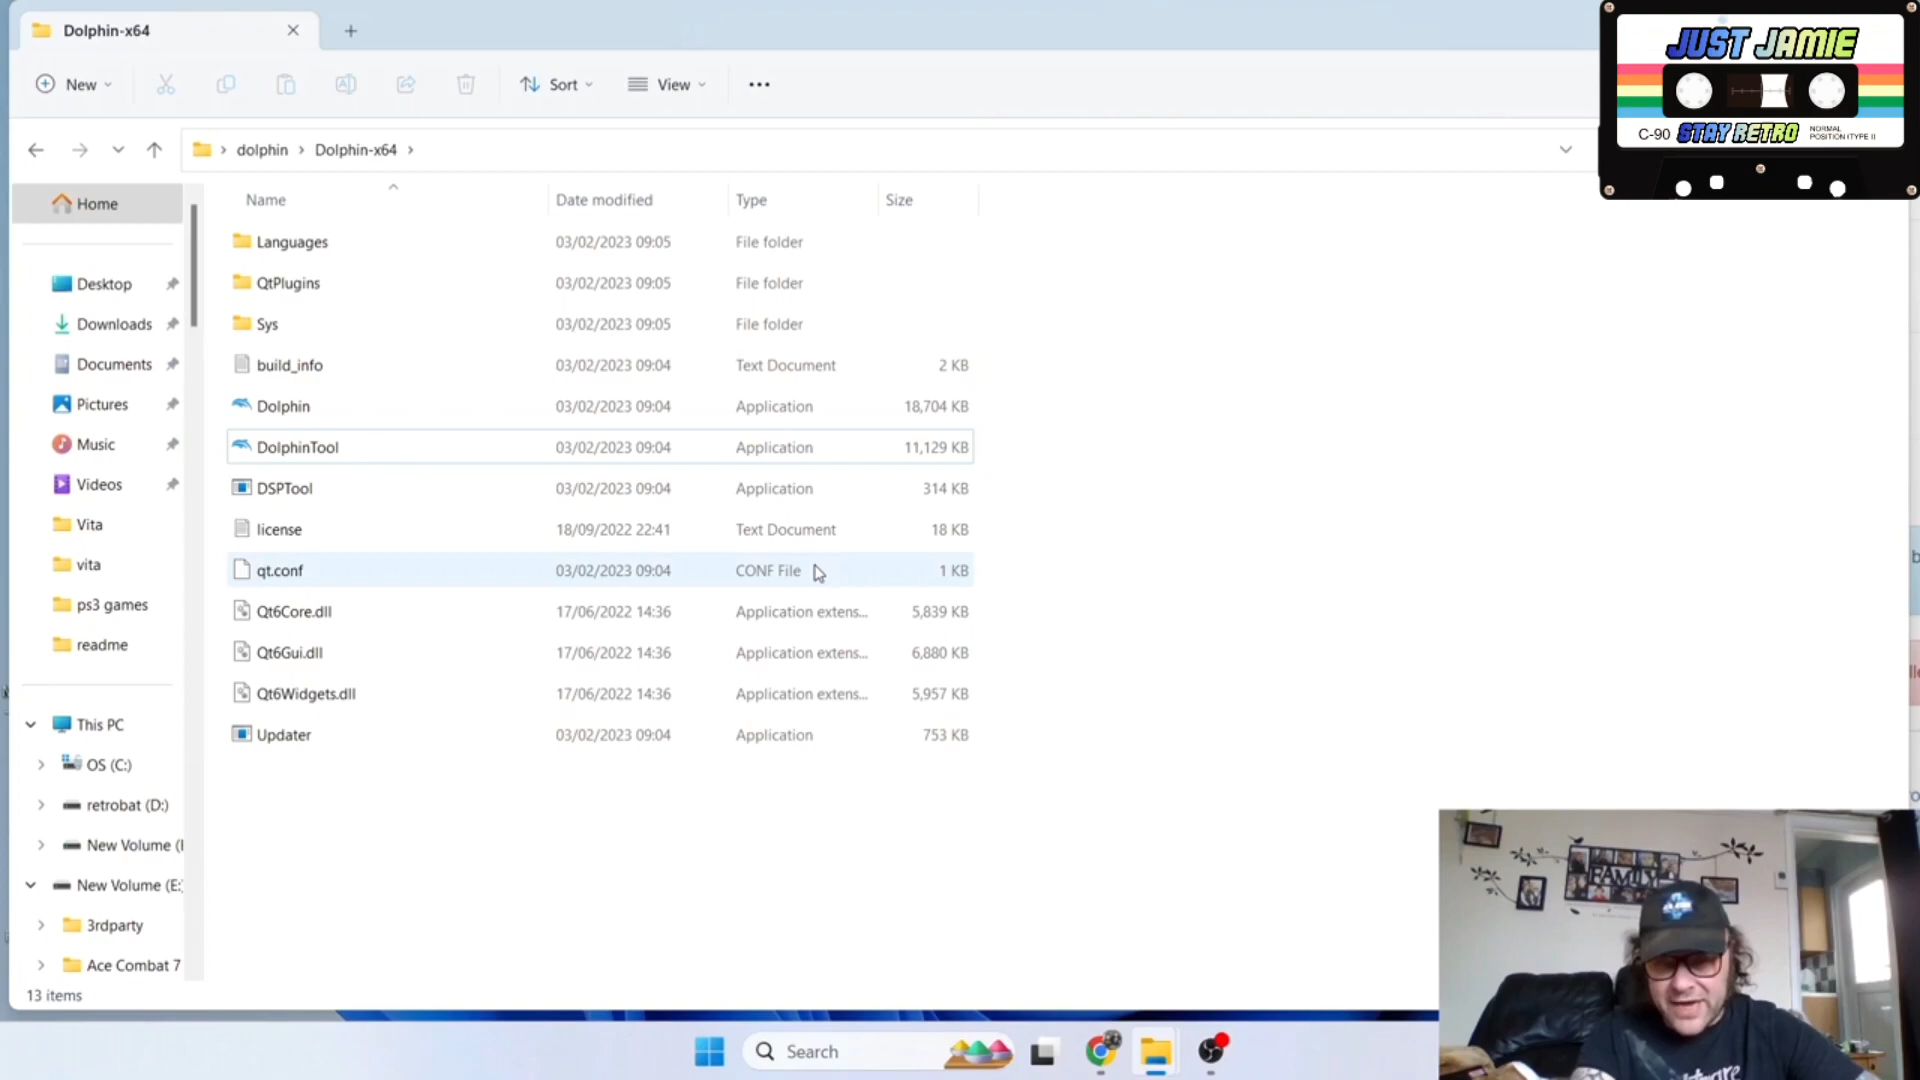 Dolphin-x64
New
Sort
View
dolphin
Dolphin-x64
JUST JAMIE
C-90 STAY RETRO NORMAL
POSITION (TYPE II
Home
Desktop
Downloads
Documents
Pictures
Music
Videos
Vita
vita
ps3 games
readme
This PC
OS (C:)
retrobat (D:)
New Volume (I
New Volume (E:
3rdparty
Ace Combat 7
Name Date modified Type Size
Languages 03/02/2023 09:05 File folder
QtPlugins 03/02/2023 09:05 File folder
Sys 03/02/2023 09:05 File folder
build_info 03/02/2023 09:04 Text Document 2 KB
Dolphin 03/02/2023 09:04 Application 18,704 KB
DolphinTool 03/02/2023 09:04 Application 11,129 KB
DSPTool 03/02/2023 09:04 Application 314 KB
license 18/09/2022 22:41 Text Document 18 KB
qt.conf 03/02/2023 09:04 CONF File 1 KB
Qt6Core.dll 17/06/2022 14:36 Application extens... 5,839 KB
Qt6Gui.dll 17/06/2022 14:36 Application extens... 6,880 KB
Qt6Widgets.dll 17/06/2022 14:36 Application extens... 5,957 KB
Updater 03/02/2023 09:04 Application 753 KB
13 items
FAMILY
Search